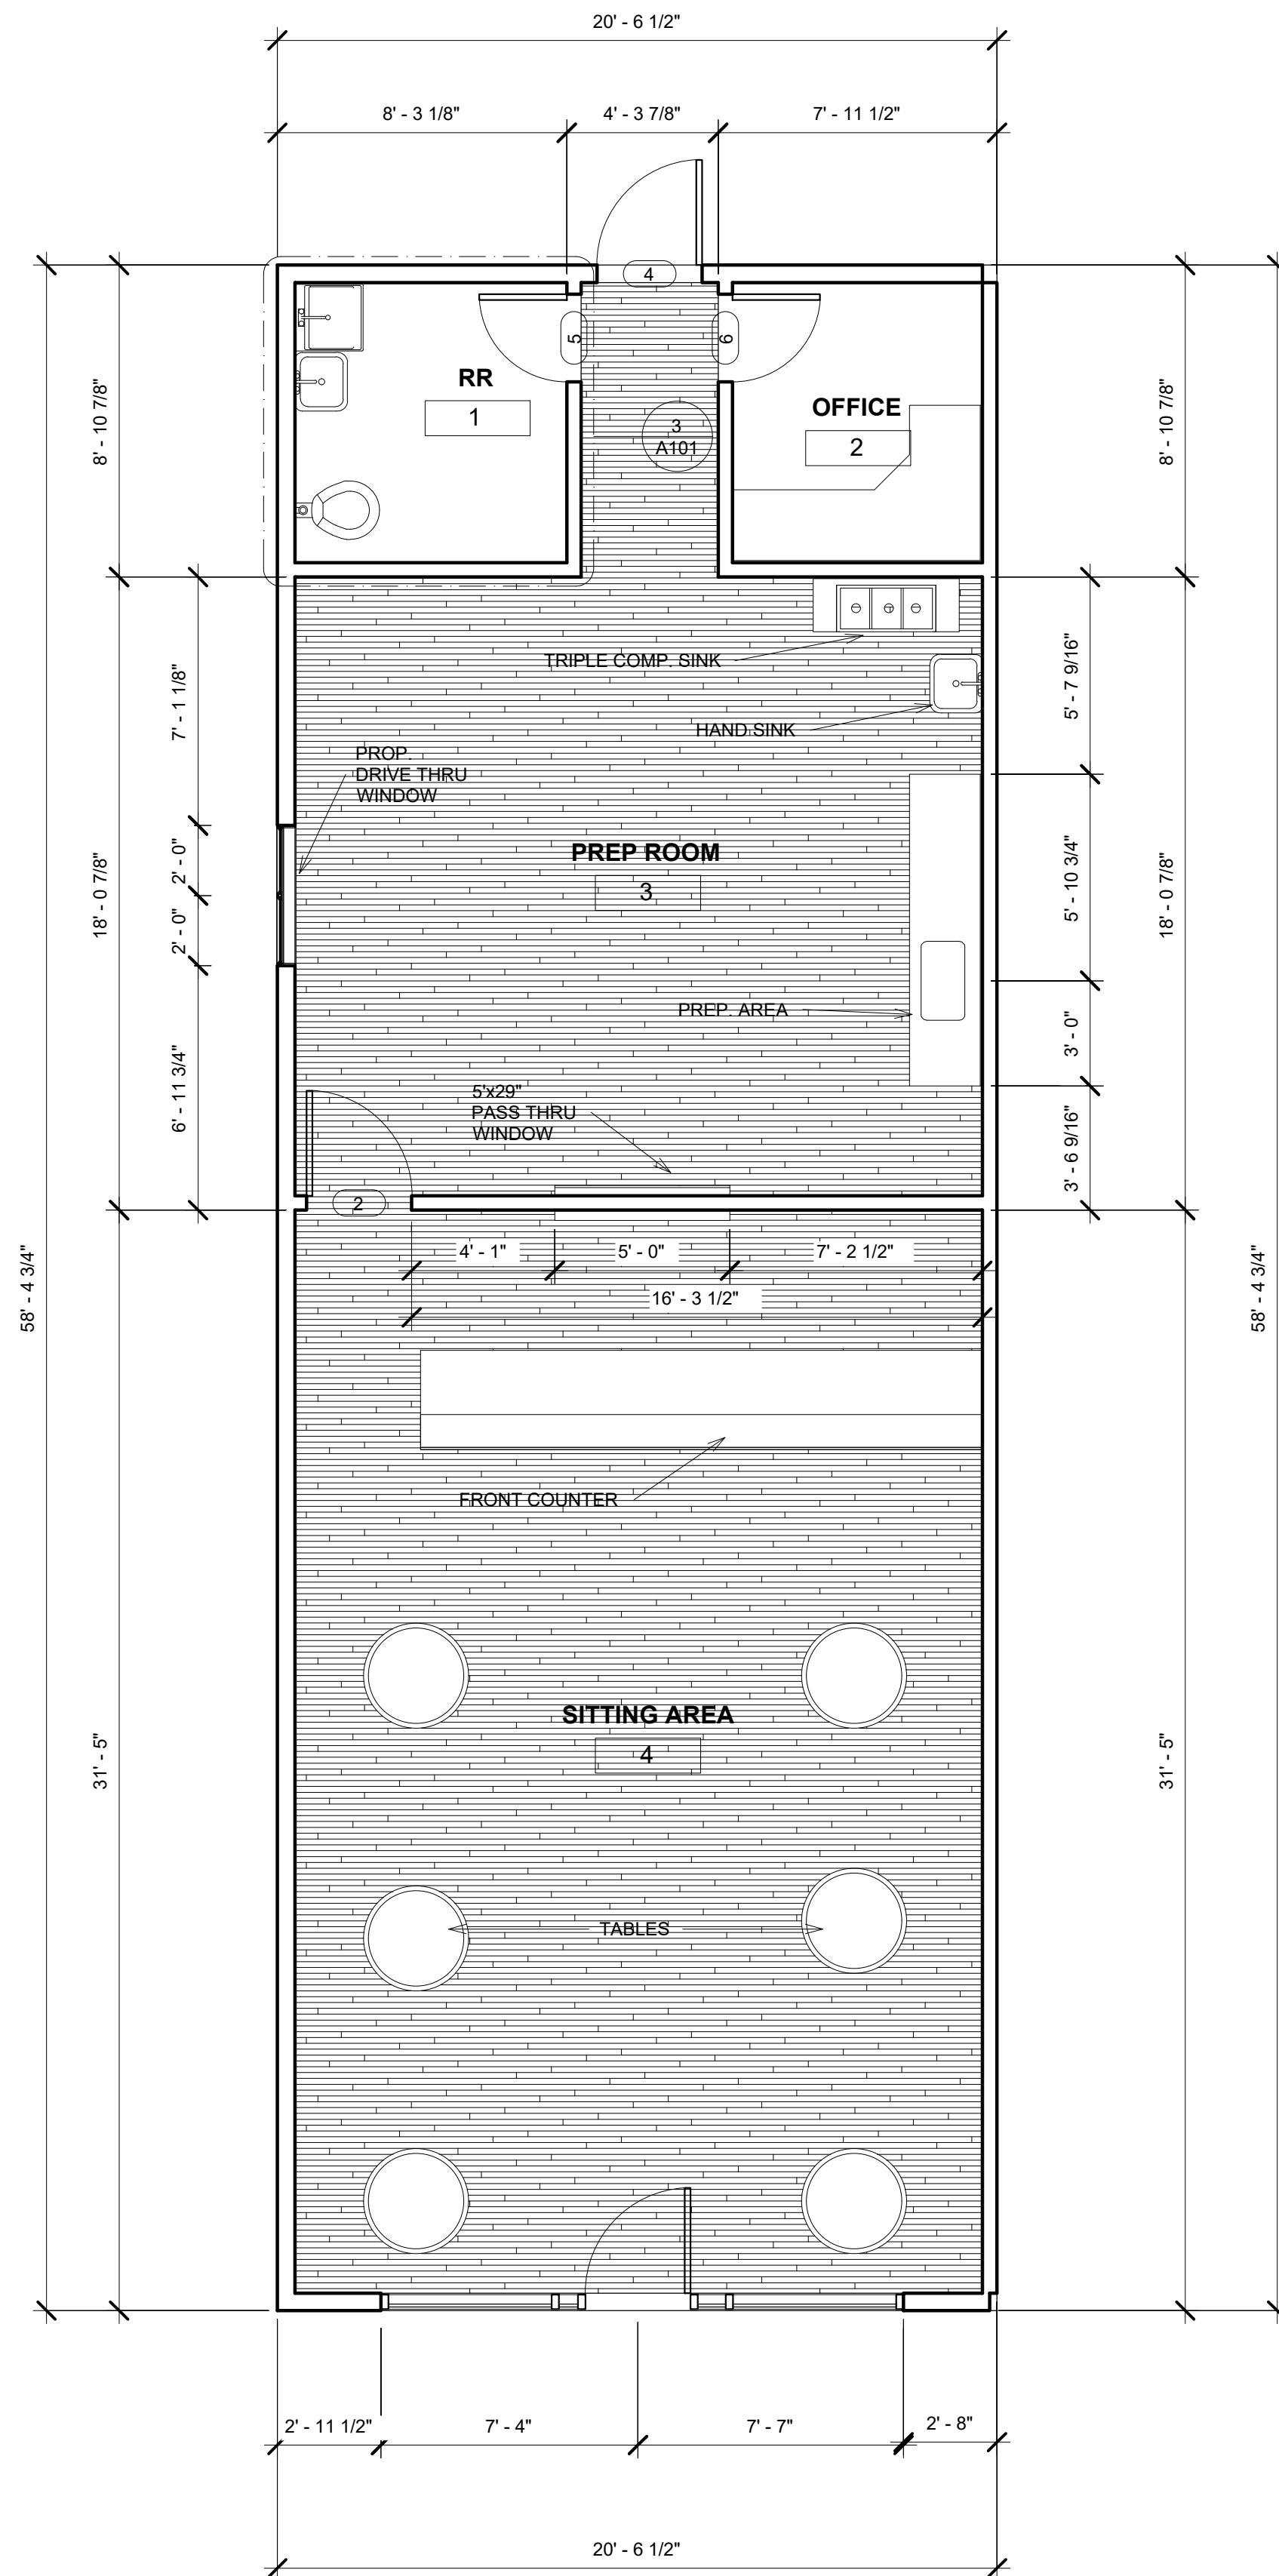 20' - 6 1/2"
8' - 3 1/8"
4' - 3 7/8"
7' - 11 1/2"
4
5
6
RR
1
OFFICE
2
3
A101
8' - 10 7/8"
8' - 10 7/8"
TRIPLE COMP. SINK
HAND SINK
PROP.
DRIVE THRU
WINDOW
7' - 1 1/8"
2' - 0"
2' - 0"
6' - 11 3/4"
18' - 0 7/8"
PREP ROOM
3
5' - 7 9/16"
5' - 10 3/4"
3' - 0"
3' - 6 9/16"
18' - 0 7/8"
PREP. AREA
5'x29"
PASS THRU
WINDOW
2
4' - 1"
5' - 0"
7' - 2 1/2"
16' - 3 1/2"
58' - 4 3/4"
58' - 4 3/4"
FRONT COUNTER
SITTING AREA
4
31' - 5"
31' - 5"
TABLES
2' - 11 1/2"
7' - 4"
7' - 7"
2' - 8"
20' - 6 1/2"